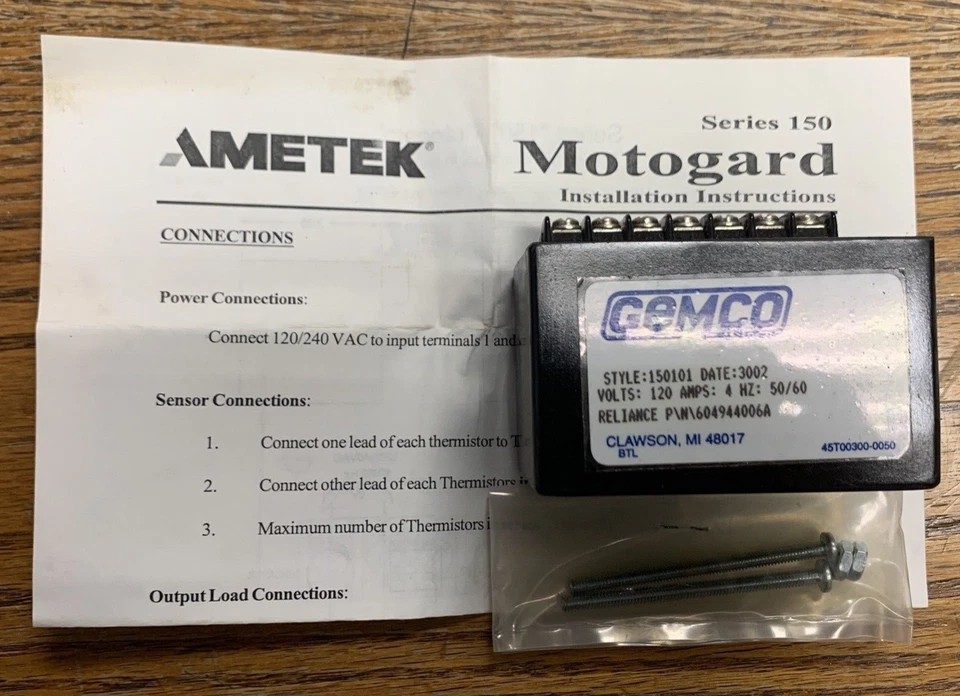 AMETEK®
Series 150
Motogard
Installation Instructions
CONNECTIONS
Power Connections:
Connect 120/240 VAC to input terminals 1 and
Sensor Connections:
1. Connect one lead of each thermistor to T
2. Connect other lead of each Thermistors
3. Maximum number of Thermistors i
Output Load Connections:
GEMCO
STYLE:150101 DATE:3002
VOLTS: 120 AMPS: 4 HZ: 50/60
RELIANCE P\N\604944006A
CLAWSON, MI 48017
BTL
45T00300-0050